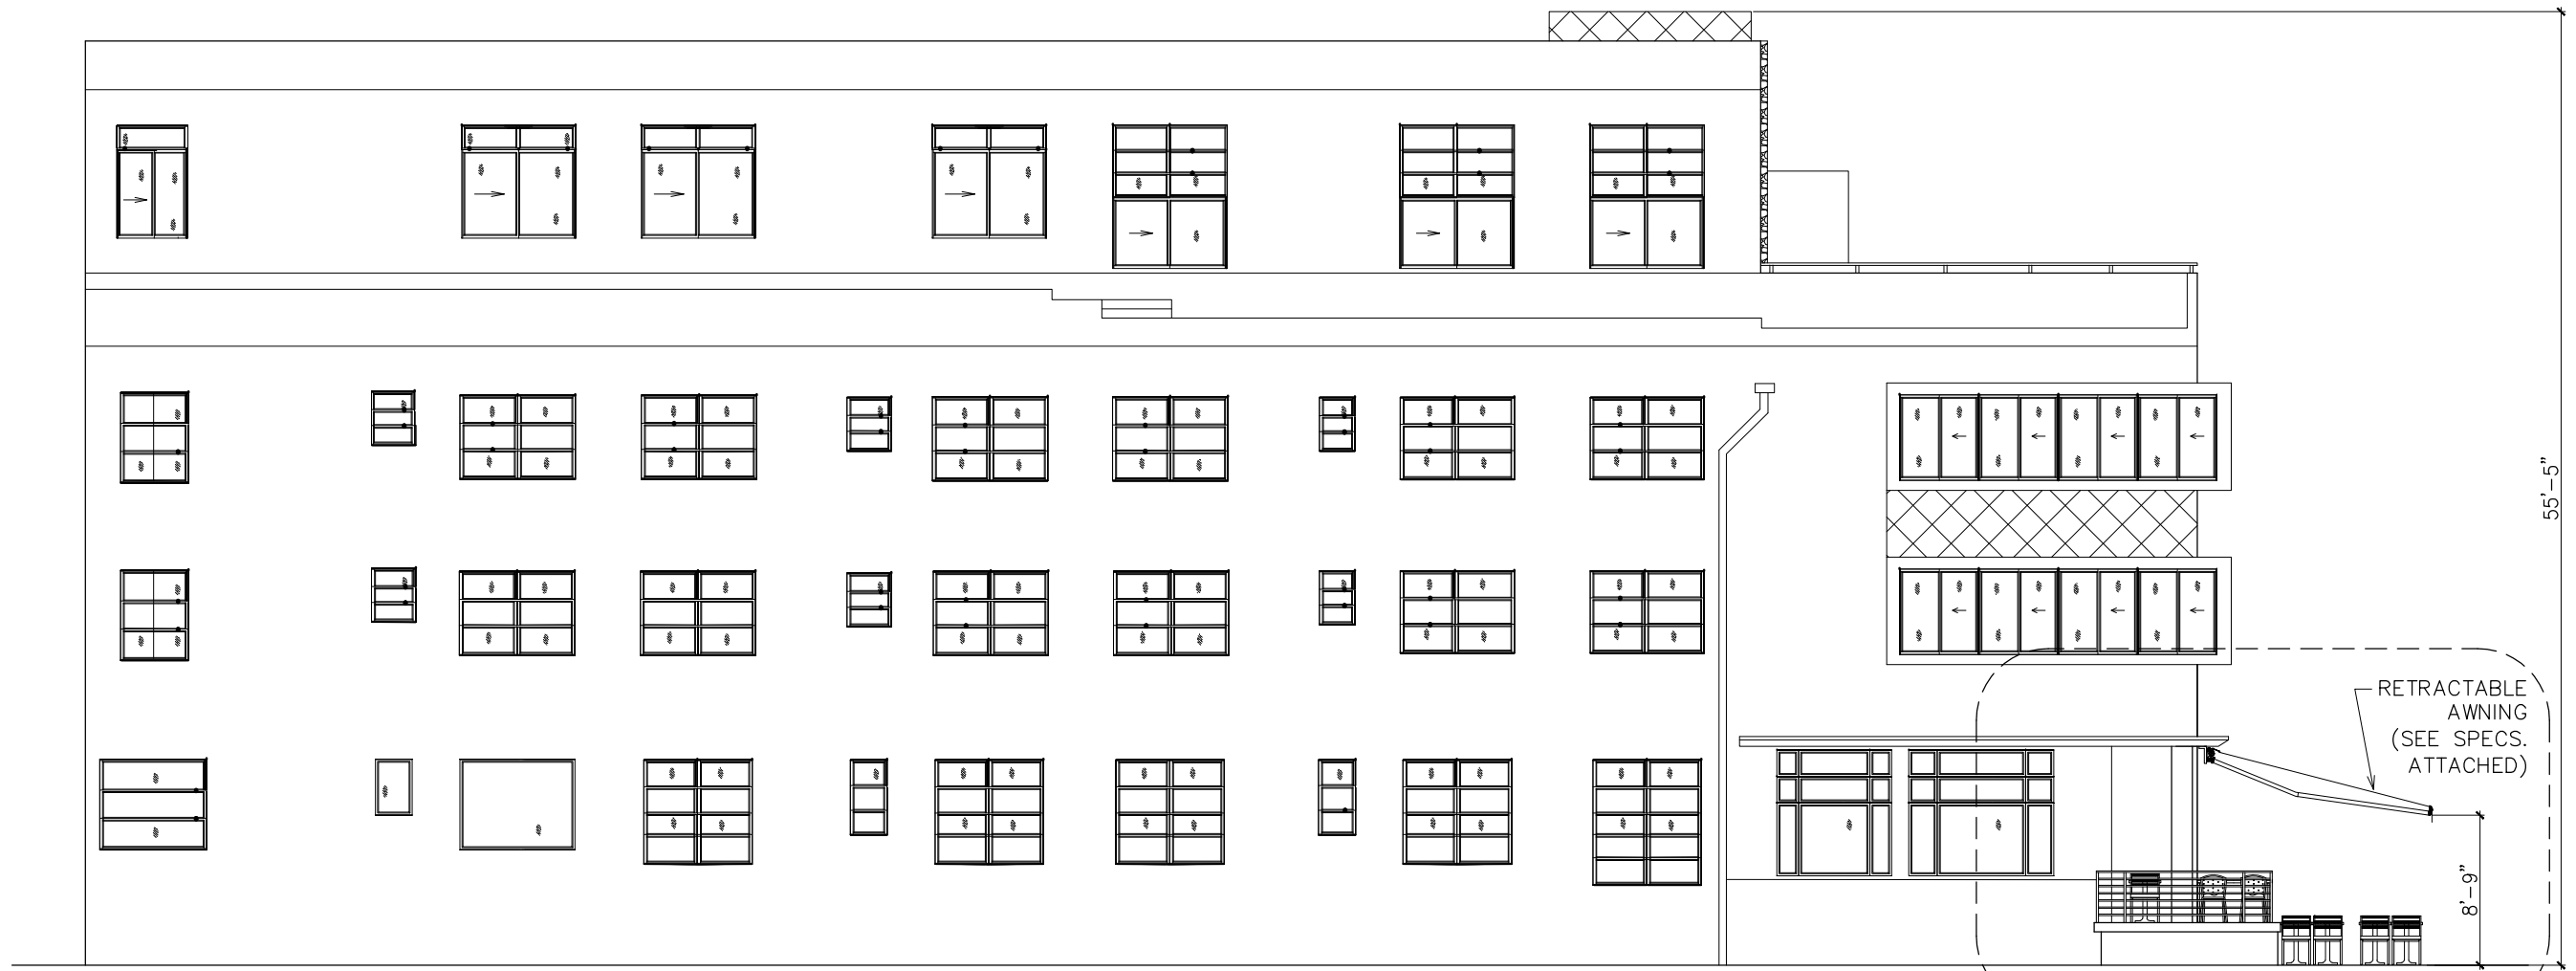 55'-5"
RETRACTABLE
AWNING
(SEE SPECS.
ATTACHED)
8'-9"